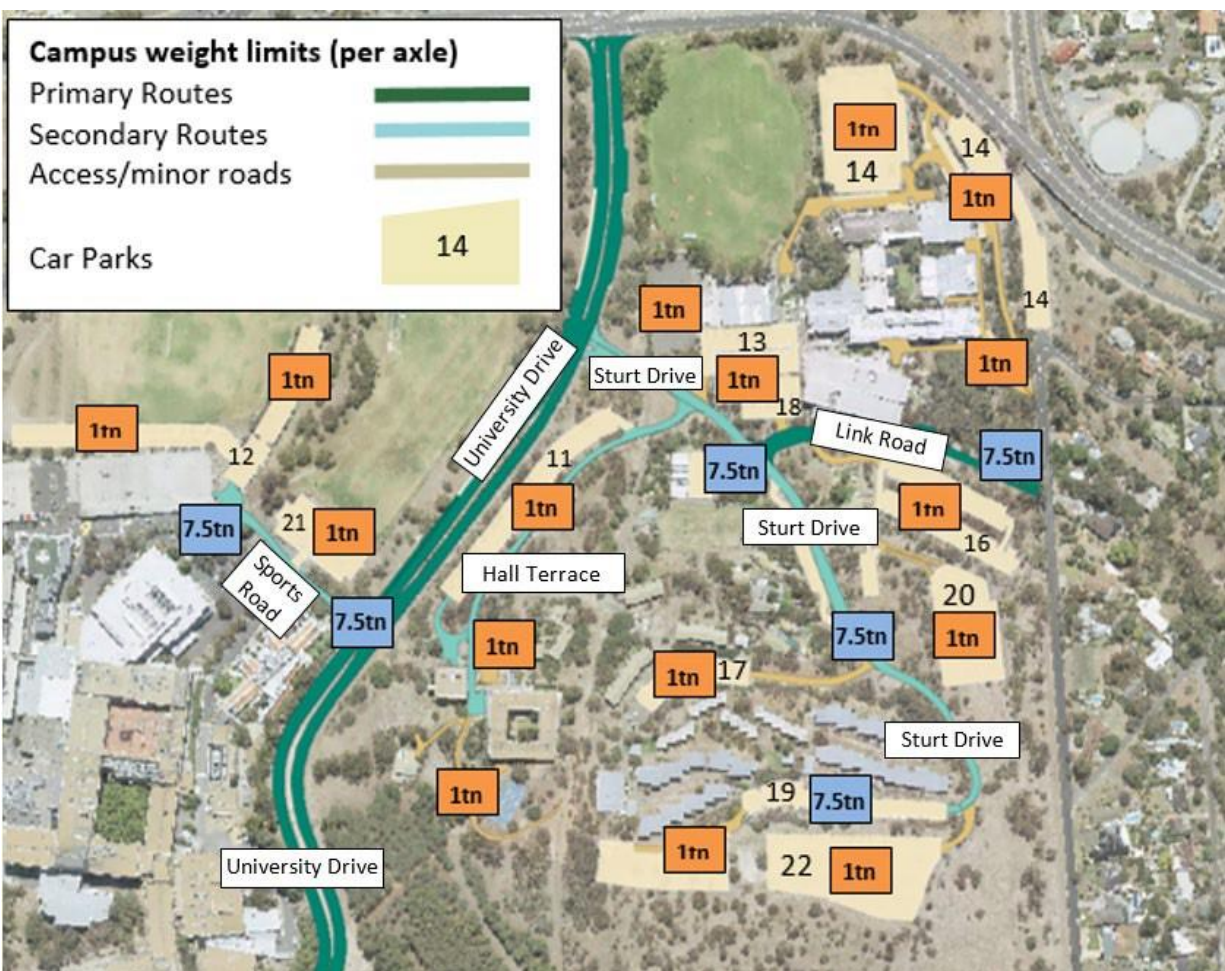 Campus weight limits (per axle)
Primary Routes
Secondary Routes
Access/minor roads
Car Parks
14
1tn
14
14
1tn
14
1tn
University Drive
Sturt Drive
13
1tn
1tn
18
1tn
1tn
12
11
Link Road
7.5tn
7.5tn
7.5tn
21
1tn
1tn
Sturt Drive
1tn
16
Sports
Road
Hall Terrace
20
7.5tn
1tn
7.5tn
1tn
1tn
17
Sturt Drive
1tn
19
7.5tn
University Drive
1tn
22
1tn